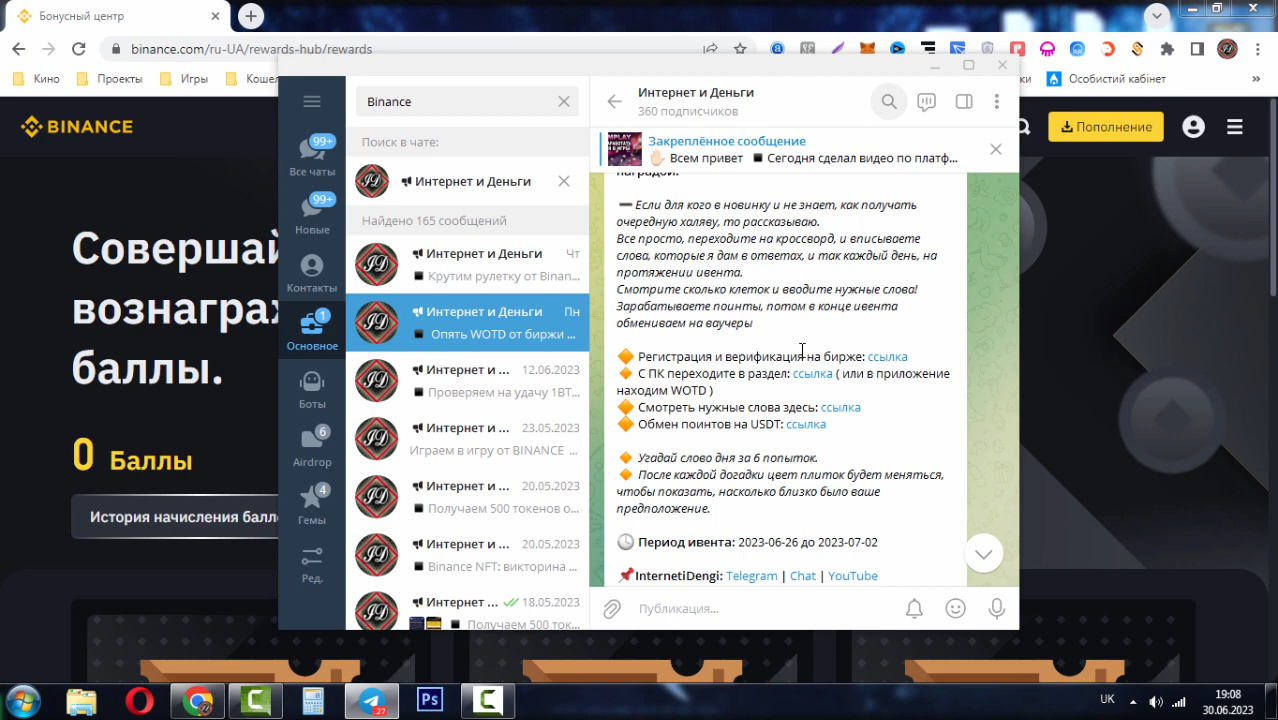 Бонусный центр
binance.com/ru-UA/rewards-hub/rewards
Кино
Проекты
Игры
Кошел
ки
Особистий кабінет
BINANCE
Пополнение
Совершай
вознагра
баллы.
0 Баллы
История начисления балл
99+
Все чаты
99+
Новые
Контакты
1
Основное
Боты
6
Airdrop
4
Гемы
Ред.
Binance
Поиск в чате:
Интернет и Деньги
Найдено 165 сообщений
Интернет и Деньги Чт
Крутим рулетку от Binan...
Интернет и Деньги Пн
Опять WOTD от биржи ...
Интернет и ... 12.06.2023
Проверяем на удачу 1BT...
Интернет и ... 23.05.2023
Играем в игру от BINANCE ...
Интернет и ... 20.05.2023
Получаем 500 токенов о...
Интернет и ... 20.05.2023
Binance NFT: викторина ...
Интернет ... 18.05.2023
Получаем 500 ток...
Интернет и Деньги
360 подписчиков
Закреплённое сообщение
Всем привет Сегодня сделал видео по платф...
наградой.
Если для кого в новинку и не знает, как получать
очередную халяву, то рассказываю.
Все просто, переходите на кроссворд, и вписываете
слова, которые я дам в ответах, и так каждый день, на
протяжении ивента.
Смотрите сколько клеток и вводите нужные слова!
Зарабатываете поинты, потом в конце ивента
обмениваем на ваучеры
Регистрация и верификация на бирже: ссылка
С ПК переходите в раздел: ссылка ( или в приложение
находим WOTD )
Смотреть нужные слова здесь: ссылка
Обмен поинтов на USDT: ссылка
Угадай слово дня за 6 попыток.
После каждой догадки цвет плиток будет меняться,
чтобы показать, насколько близко было ваше
предположение.
Период ивента: 2023-06-26 до 2023-07-02
InternetiDengi: Telegram | Chat | YouTube
Публикация...
27
Ps
UK
19:08
30.06.2023